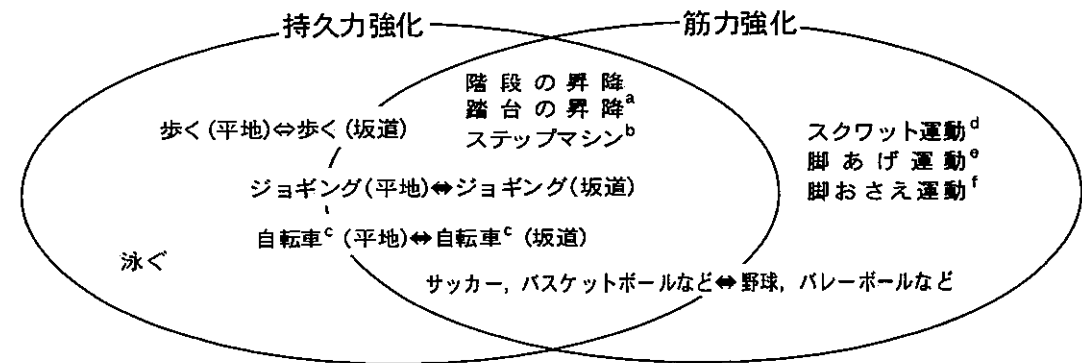 持久力強化
筋力強化
階段の昇降
踏台の昇降a
ステップマシンb
歩く(平地)⇔歩く(坂道)
スクワット運動d
脚あげ運動e
脚おさえ運動f
ジョギング(平地)⇔ジョギング(坂道)
自転車c(平地)⇔自転車c(坂道)
泳ぐ
サッカー, バスケットボールなど⇔野球, バレーボールなど